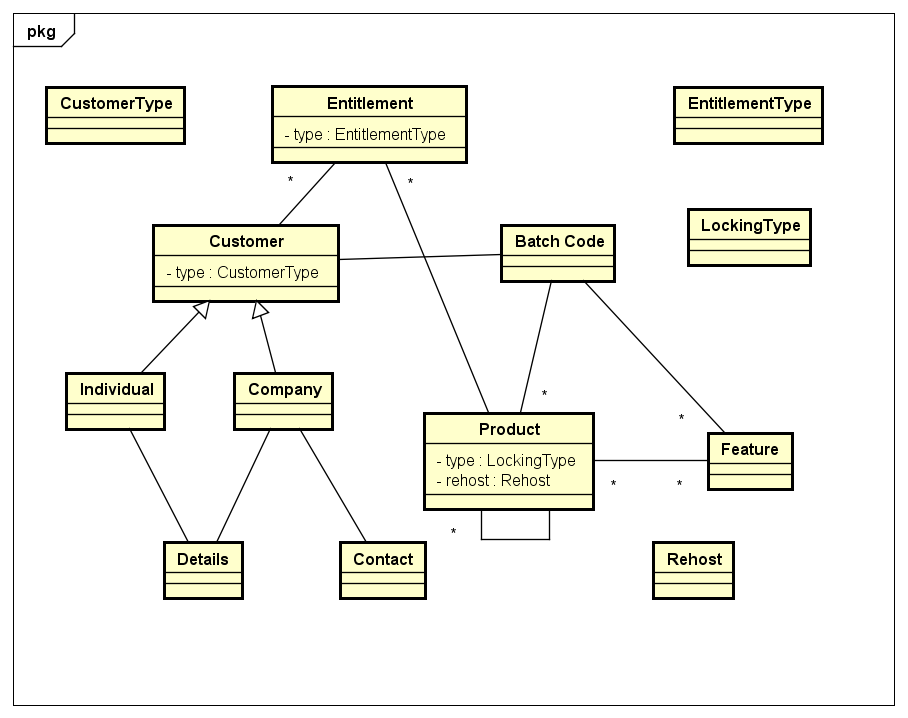 pkg
CustomerType
Entitlement
- type : EntitlementType
EntitlementType
*
*
Customer
- type : CustomerType
Batch Code
LockingType
Individual
Company
*
*
Product
- type : LockingType
- rehost : Rehost
Feature
*
*
*
Details
Contact
Rehost